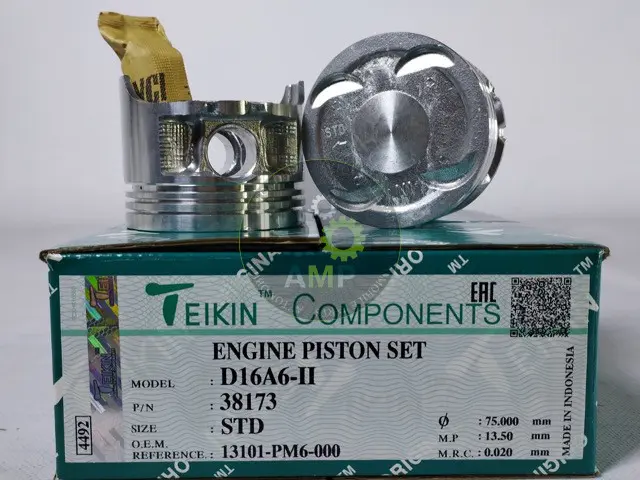 VCI
STD
AMP
TEIKIN™ COMPONENTS
EAC
ENGINE PISTON SET
MODEL : D16A6-II
P/N : 38173
SIZE : STD
O.E.M. REFERENCE. : 13101-PM6-000
ϕ : 75.000 mm
M.P : 13.50 mm
M.R.C : 0.020 mm
MADE IN INDONESIA
4492